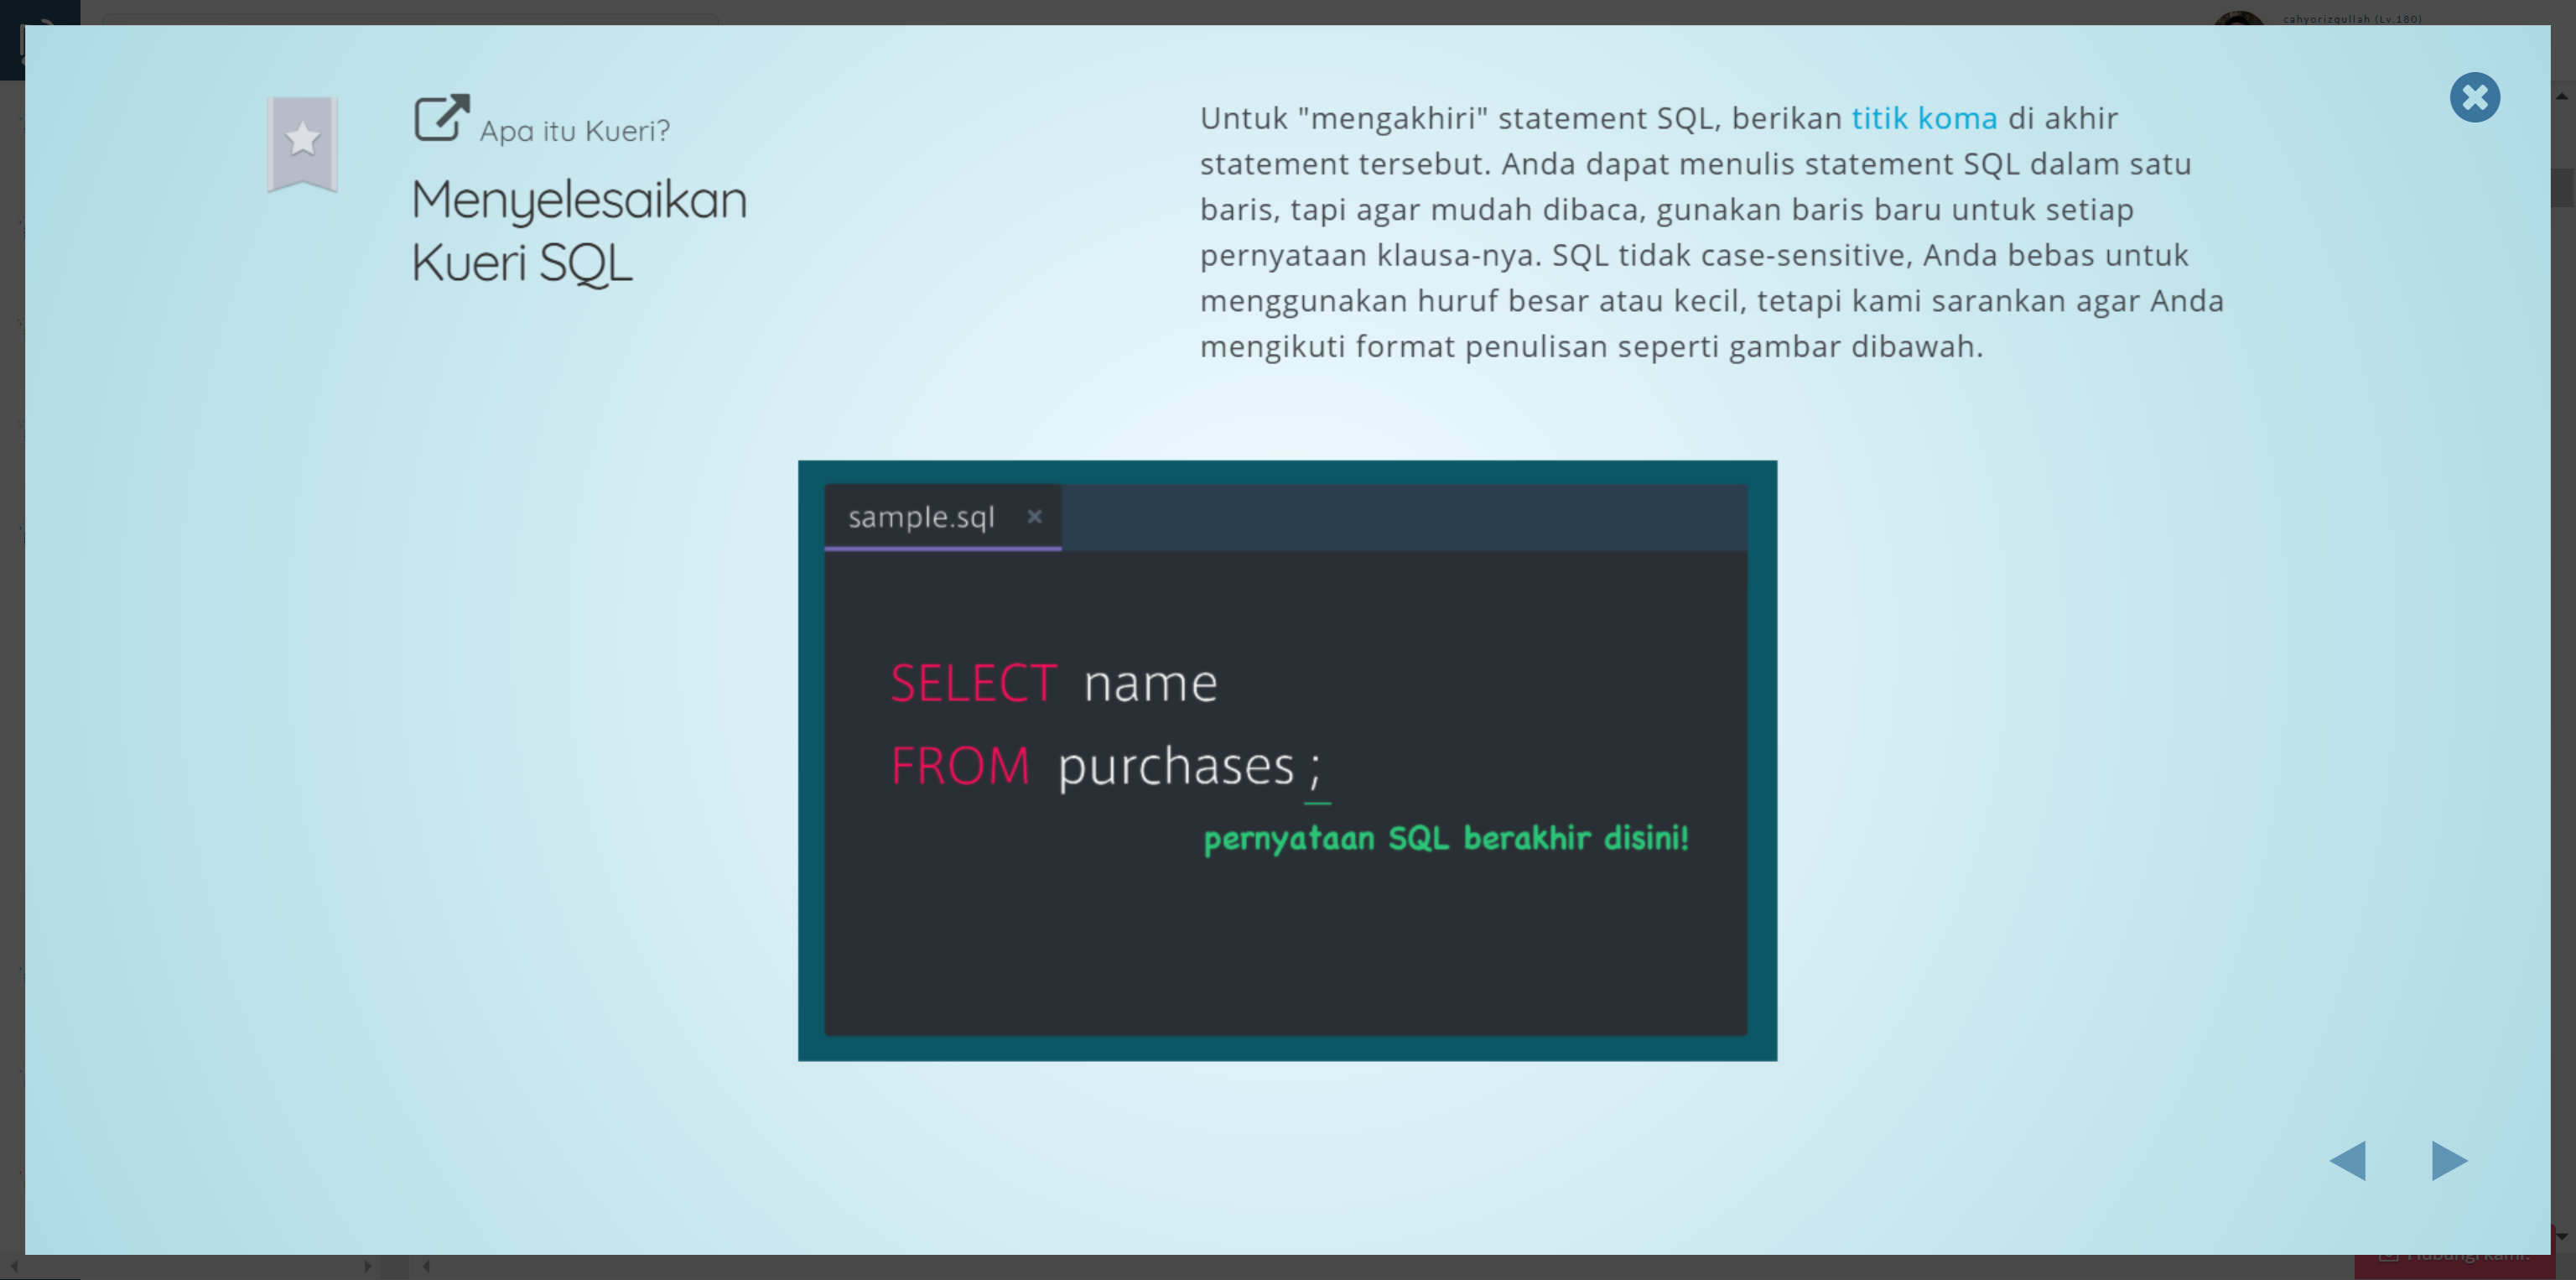 cahyorizqullah (Lv.180)
Apa itu Kueri?
Menyelesaikan
Kueri SQL
Untuk "mengakhiri" statement SQL, berikan titik koma di akhir
statement tersebut. Anda dapat menulis statement SQL dalam satu
baris, tapi agar mudah dibaca, gunakan baris baru untuk setiap
pernyataan klausa-nya. SQL tidak case-sensitive, Anda bebas untuk
menggunakan huruf besar atau kecil, tetapi kami sarankan agar Anda
mengikuti format penulisan seperti gambar dibawah.
sample.sql
SELECT name
FROM purchases ;
pernyataan SQL berakhir disini!